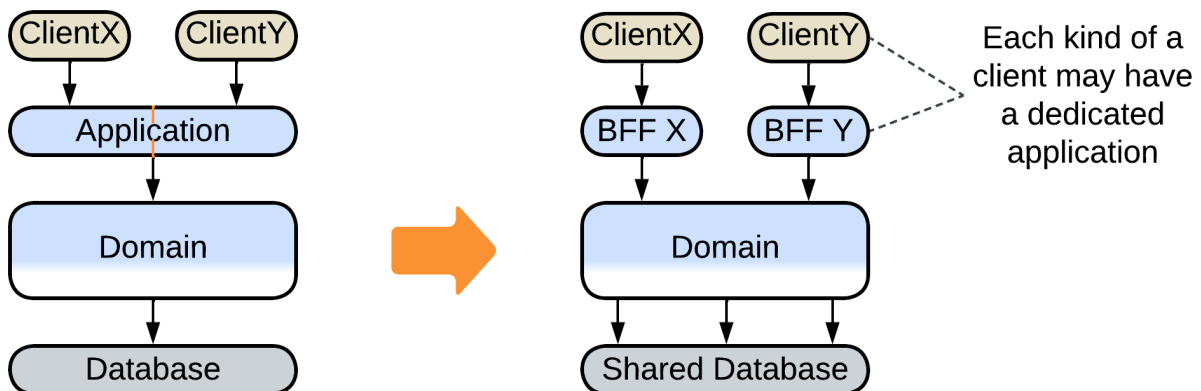 ClientX
ClientY
Application
Domain
Database
ClientX
ClientY
BFF X
BFF Y
Domain
Shared Database
Each kind of a
client may have
a dedicated
application